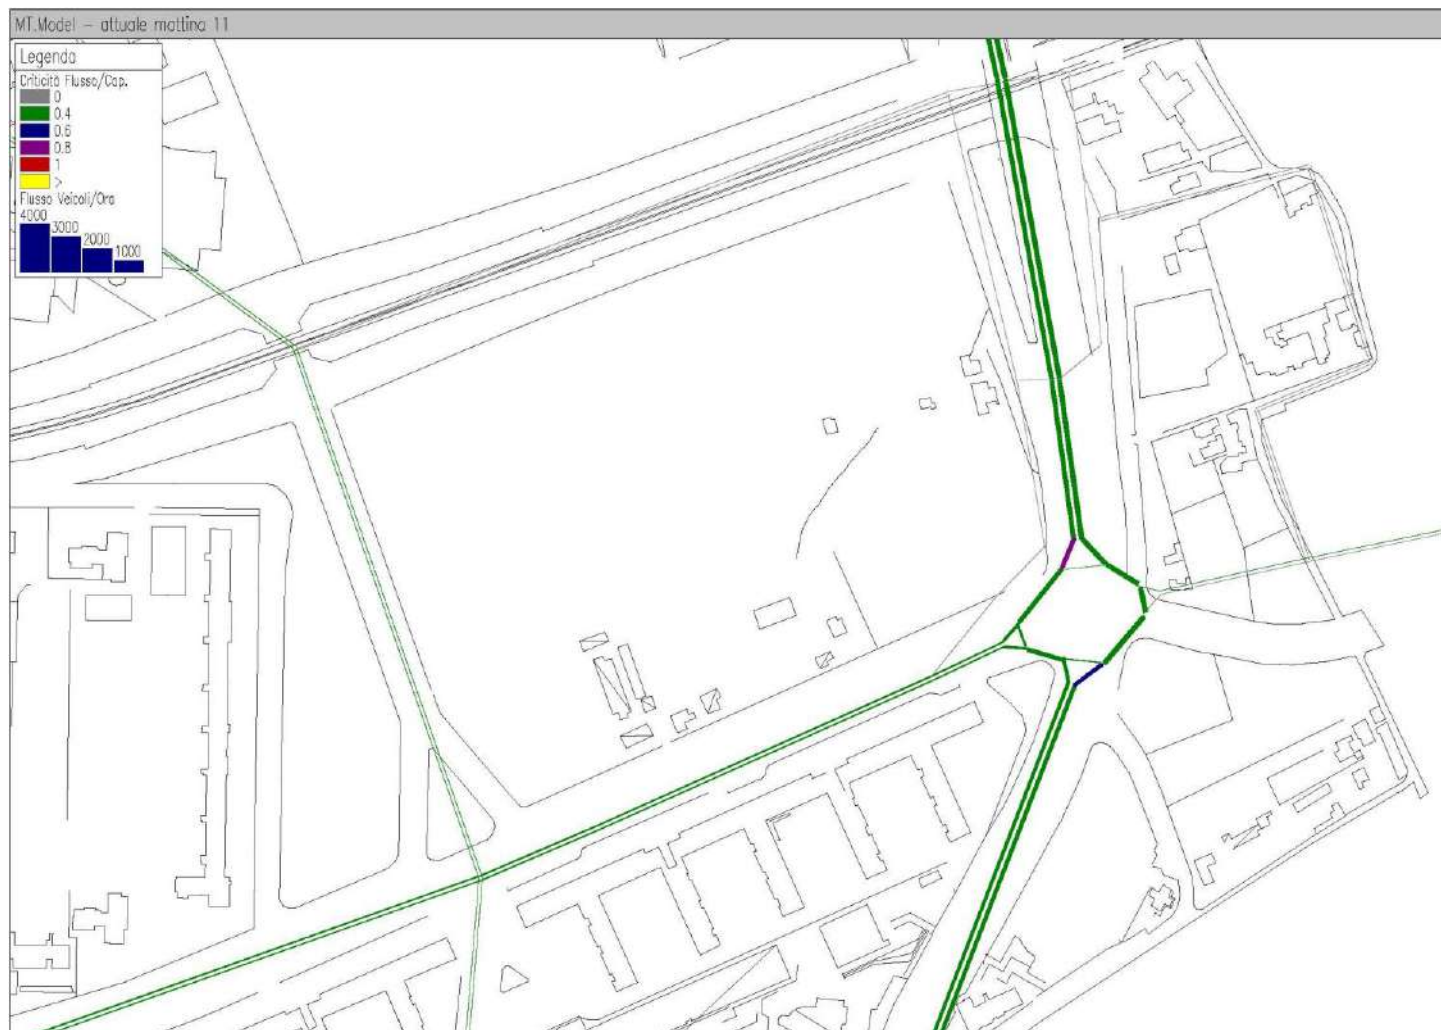 MT.Model - attuale mattina 11
Legenda
Criticità Flusso/Cap.
0
0.4
0.6
0.8
1
>
Flusso Veicoli/Ora
4000
3000
2000
1000